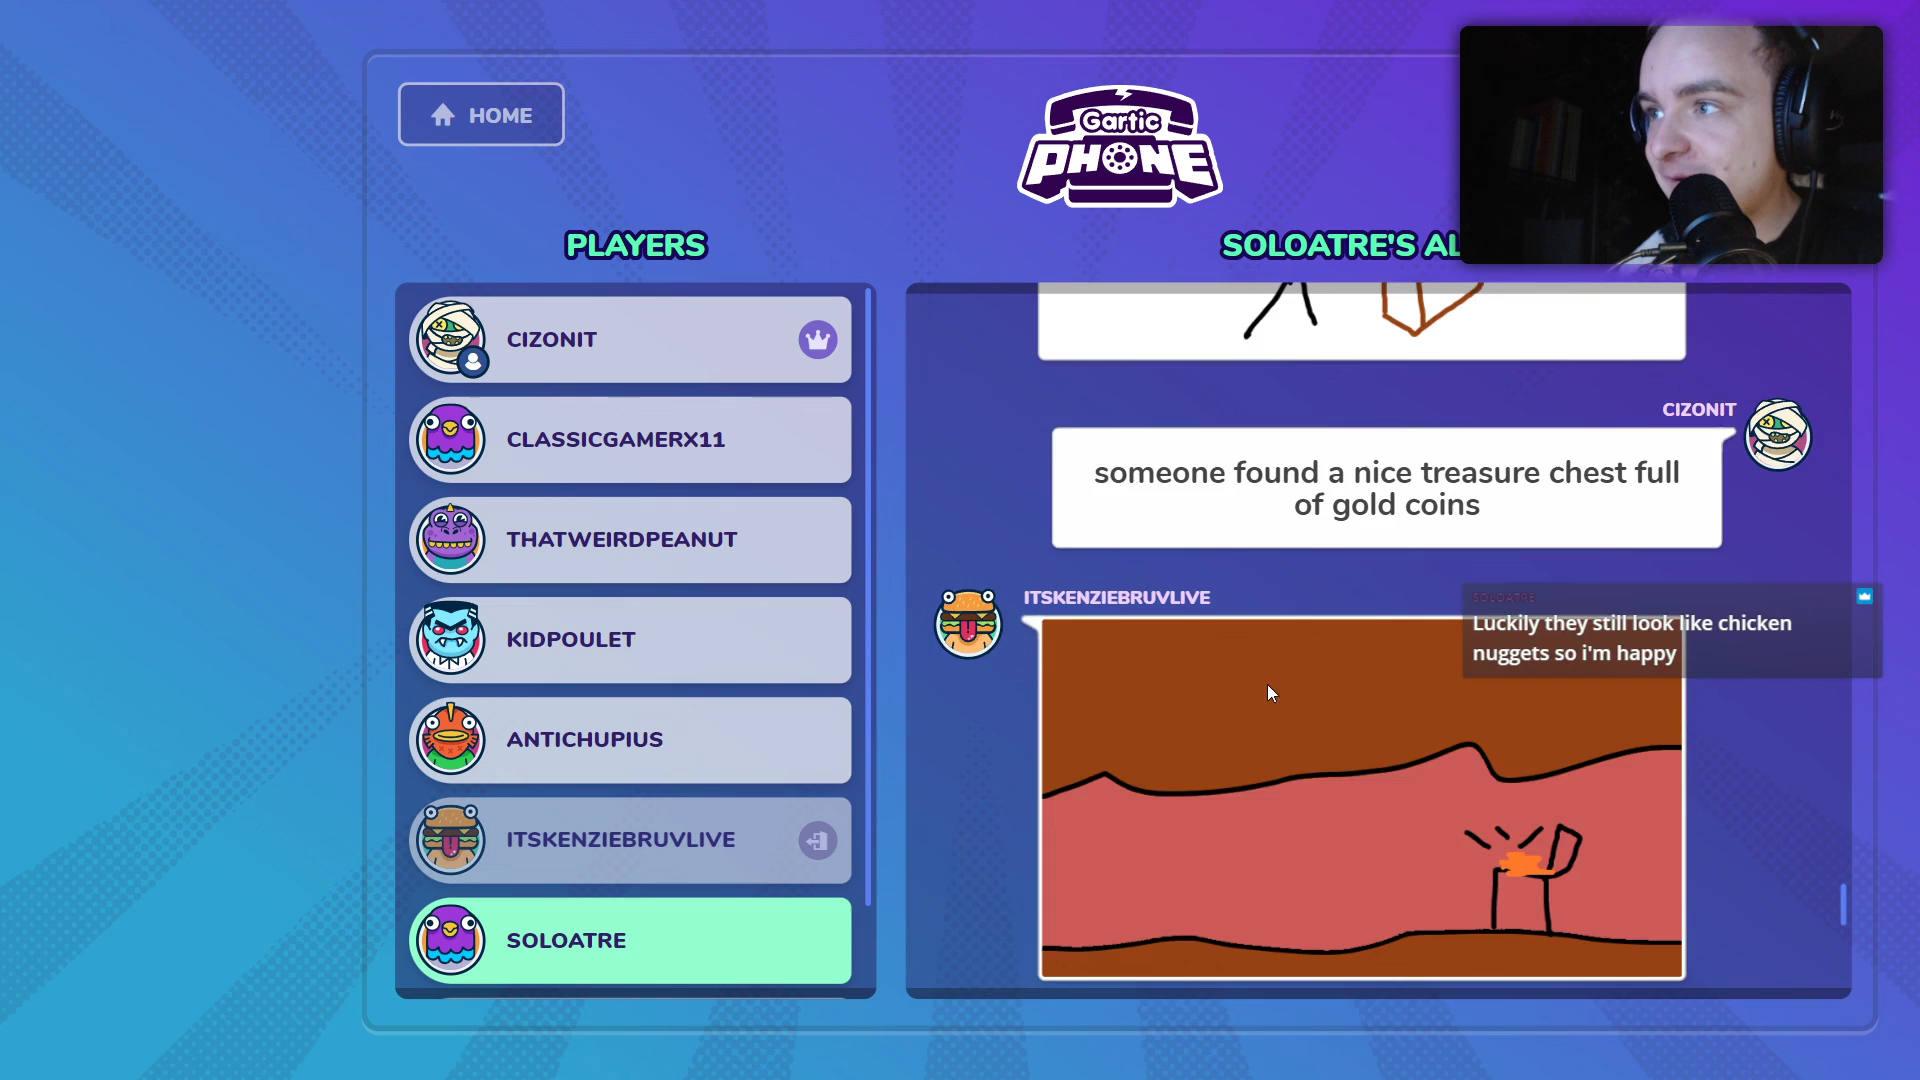 HOME
Gartic
PHONE
PLAYERS
SOLOATRE'S AL
CIZONIT
CLASSICGAMERX11
THATWEIRDPEANUT
KIDPOULET
ANTICHUPIUS
ITSKENZIEBRUVLIVE
SOLOATRE
CIZONIT
someone found a nice treasure chest full
of gold coins
ITSKENZIEBRUVLIVE
SOLOATRE
Luckily they still look like chicken
nuggets so i'm happy